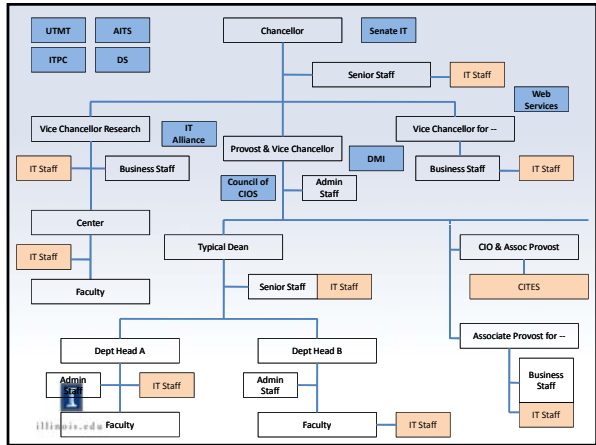 UTMT
AITS
Chancellor
Senate IT
ITPC
DS
Senior Staff
IT Staff
Web
Services
Vice Chancellor Research
IT
Alliance
Provost & Vice Chancellor
Vice Chancellor for --
IT Staff
Business Staff
DMI
Business Staff
IT Staff
Council of
CIOS
Admin
Staff
Center
Typical Dean
CIO & Assoc Provost
IT Staff
Senior Staff
IT Staff
CITES
Faculty
Associate Provost for --
Dept Head A
Dept Head B
Admin
Staff
IT Staff
Admin
Staff
Business
Staff
IT Staff
illinois.edu
Faculty
Faculty
IT Staff